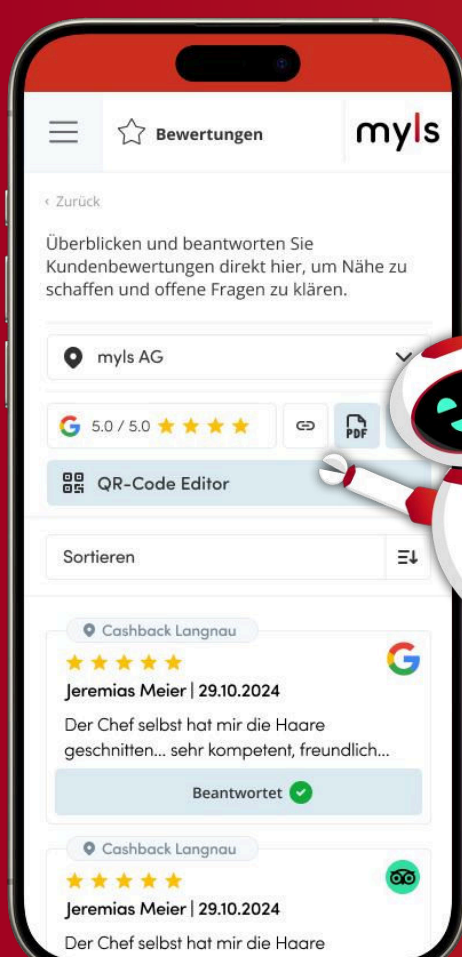 Bewertungen
myls
‹ Zurück
Überblicken und beantworten Sie
Kundenbewertungen direkt hier, um Nähe zu
schaffen und offene Fragen zu klären.
myls AG
5.0 / 5.0
PDF
QR-Code Editor
Sortieren
Cashback Langnau
Jeremias Meier | 29.10.2024
Der Chef selbst hat mir die Haare
geschnitten... sehr kompetent, freundlich...
Beantwortet
Cashback Langnau
Jeremias Meier | 29.10.2024
Der Chef selbst hat mir die Haare